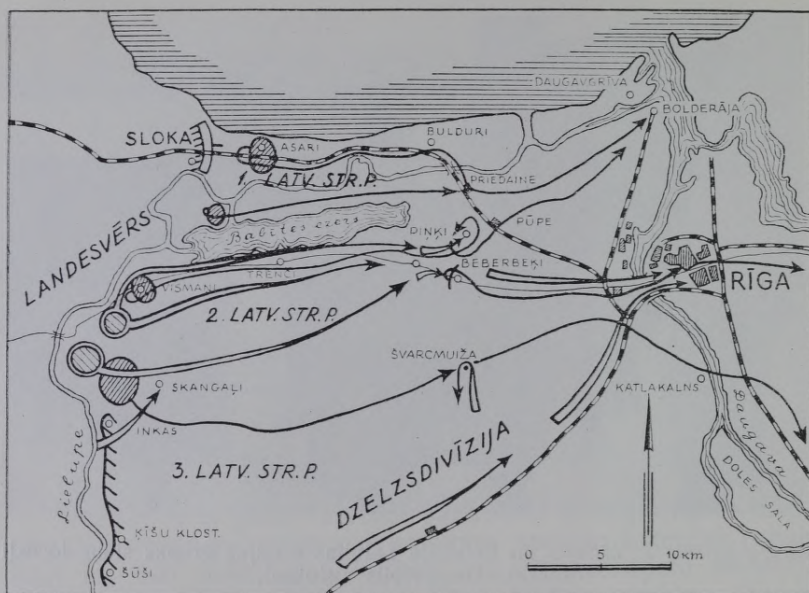 DAUGAVGRĪVA
BOLDERĀJA
SLOKA
ASARI
BULDURI
1. LATV. STR. P.
PRIEDAINE
LANDESVĒRS
Babītes ezers
PIŅĶI
PŪPE
TRENČI
BEBERBEĶI
RĪGA
VISMAŅI
2. LATV. STR. P.
ŠVARCMUIŽA
SKANGAĻI
KATLAKALNS
INKAS
Lielupe
3. LATV. STR. P.
DZELZSDIVĪZIJA
Daugava
DOLES SALA
ĶĪŠU KLOST.
ŠŪŠI
0 5 10 KM